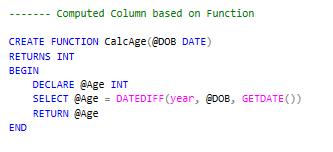 ------- Computed Column based on Function
CREATE FUNCTION CalcAge(@DOB DATE)
RETURNS INT
BEGIN
DECLARE @Age INT
SELECT @Age = DATEDIFF(year, @DOB, GETDATE())
RETURN @Age
END